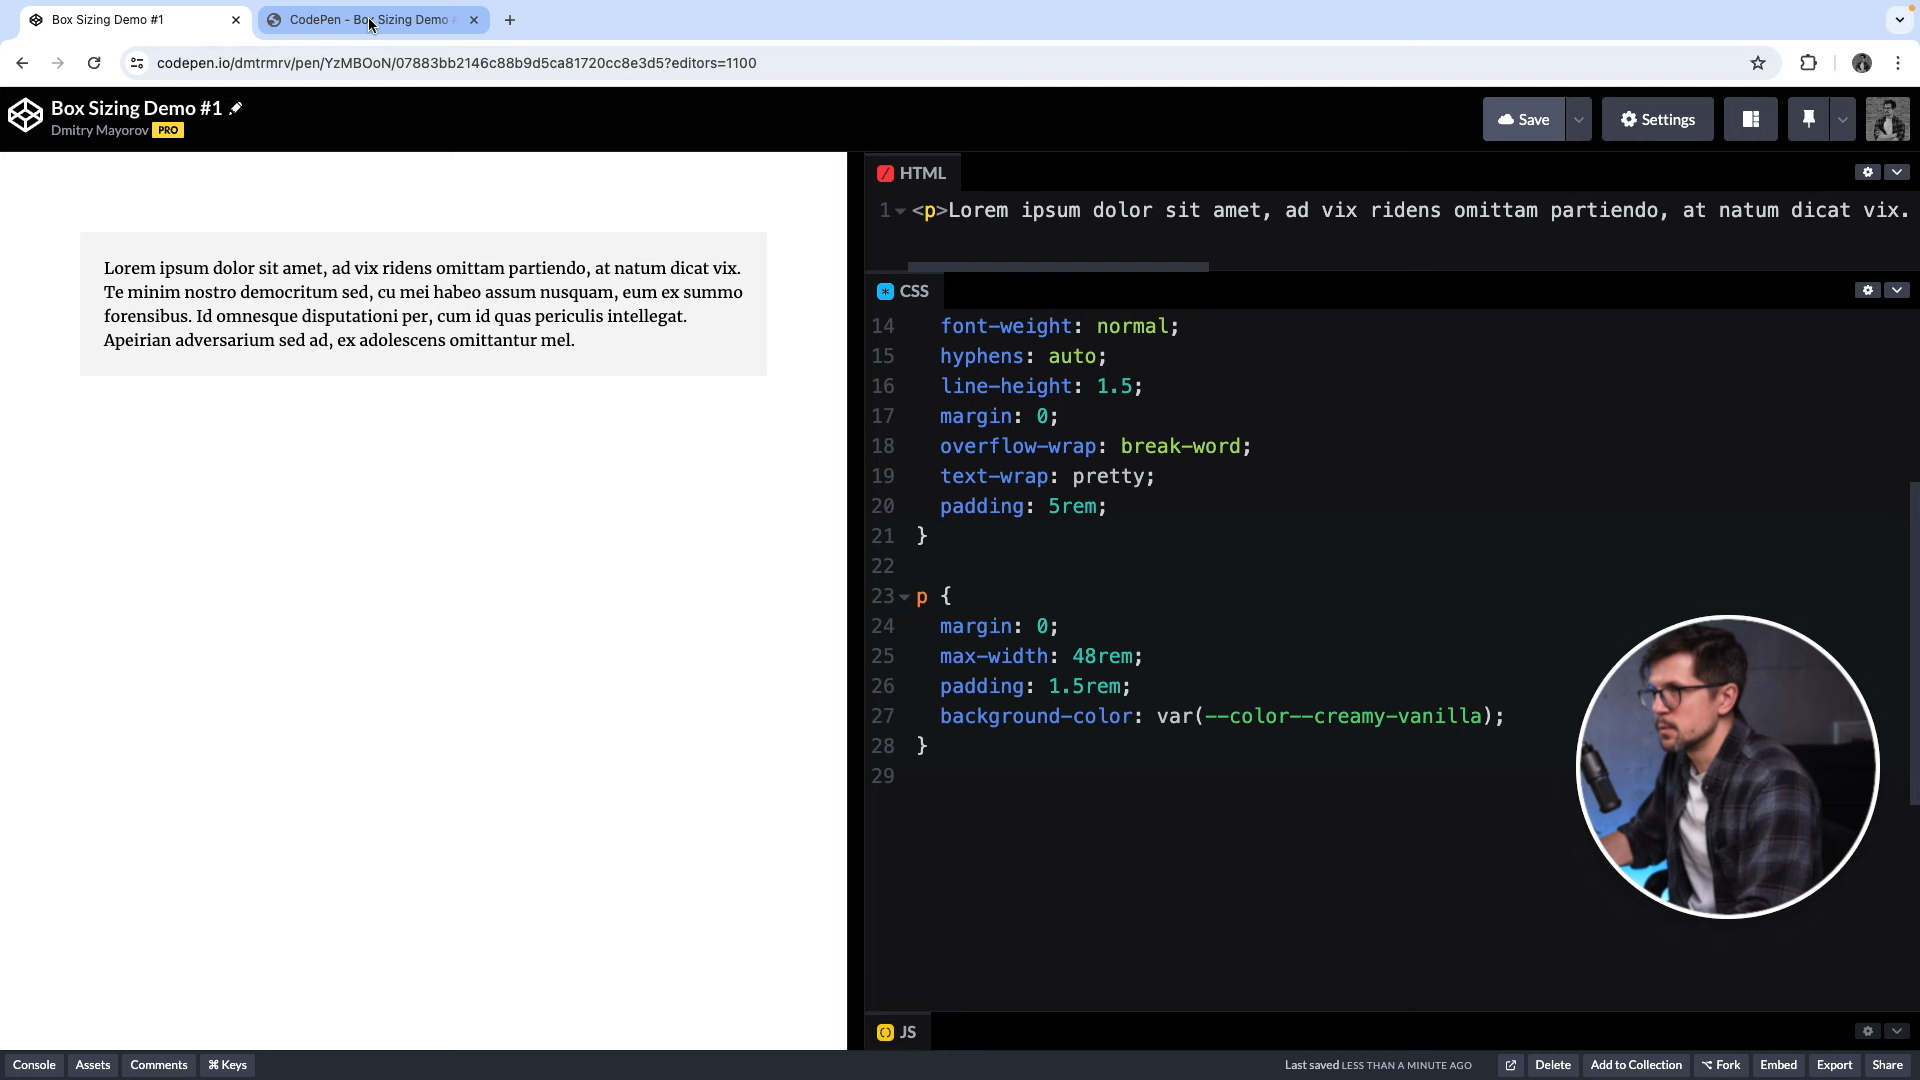 Box Sizing Demo #1
CodePen - Box Sizing Demo
codepen.io/dmtrmrv/pen/YzMBOoN/07883bb2146c88b9d5ca81720cc8e3d5?editors=1100
Box Sizing Demo #1
Dmitry Mayorov PRO
Save
Settings
Lorem ipsum dolor sit amet, ad vix ridens omittam partiendo, at natum dicat vix.
Te minim nostro democritum sed, cu mei habeo assum nusquam, eum ex summo
forensibus. Id omnesque disputationi per, cum id quas periculis intellegat.
Apeirian adversarium sed ad, ex adolescens omittantur mel.
HTML
1 <p>Lorem ipsum dolor sit amet, ad vix ridens omittam partiendo, at natum dicat vix.
CSS
14 font-weight: normal;
15 hyphens: auto;
16 line-height: 1.5;
17 margin: 0;
18 overflow-wrap: break-word;
19 text-wrap: pretty;
20 padding: 5rem;
21 }
22
23 p {
24 margin: 0;
25 max-width: 48rem;
26 padding: 1.5rem;
27 background-color: var(--color--creamy-vanilla);
28 }
29
JS
Console
Assets
Comments
⌘ Keys
Last saved LESS THAN A MINUTE AGO
Delete
Add to Collection
⌥ Fork
Embed
Export
Share